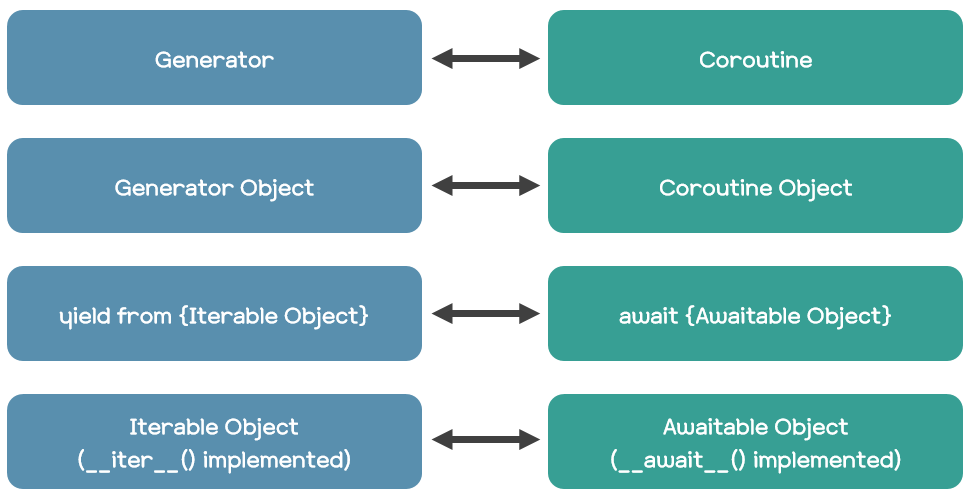 Generator
Coroutine
Generator Object
Coroutine Object
yield from {Iterable Object}
await {Awaitable Object}
Iterable Object
(__iter__() implemented)
Awaitable Object
(__await__() implemented)